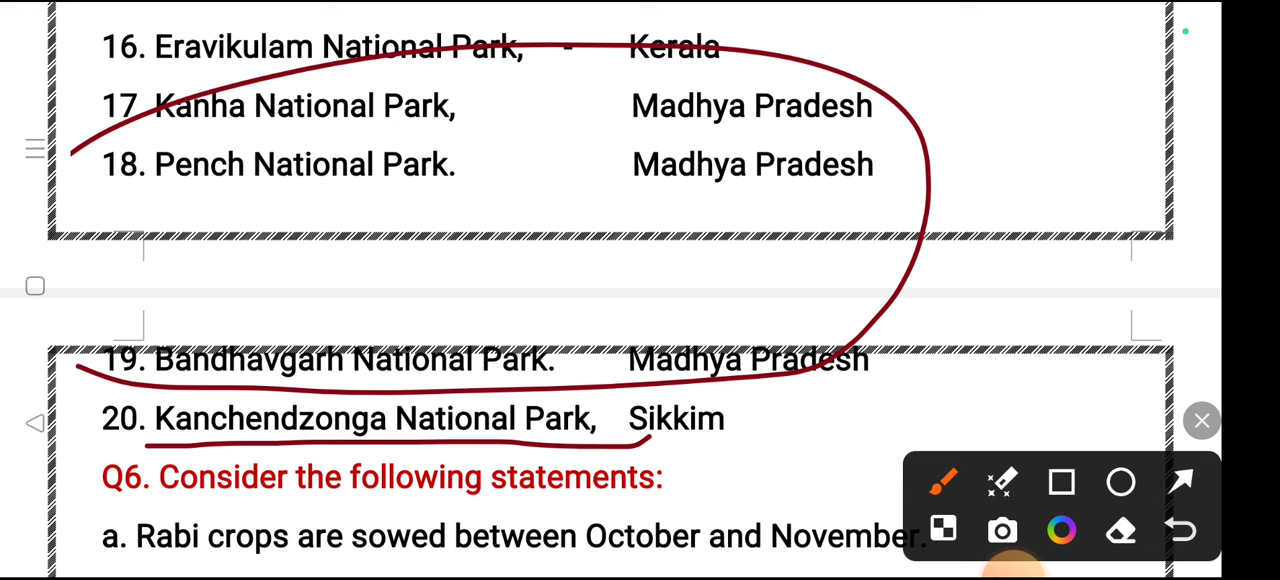 16. Eravikulam National Park, - Kerala
17. Kanha National Park, Madhya Pradesh
18. Pench National Park. Madhya Pradesh
19. Bandhavgarh National Park. Madhya Pradesh
20. Kanchendzonga National Park, Sikkim
Q6. Consider the following statements:
a. Rabi crops are sowed between October and November.